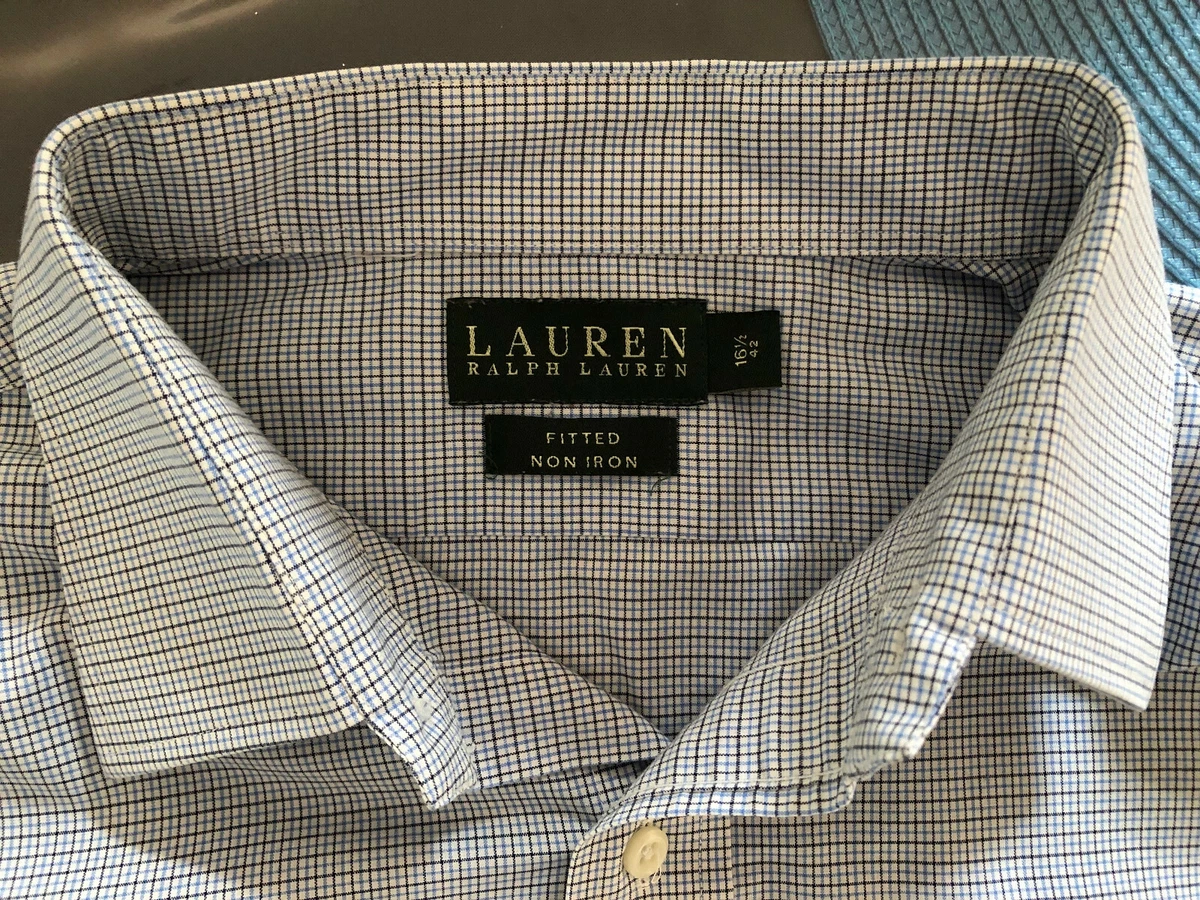 LAUREN
RALPH LAUREN
16½
42
FITTED
NON IRON